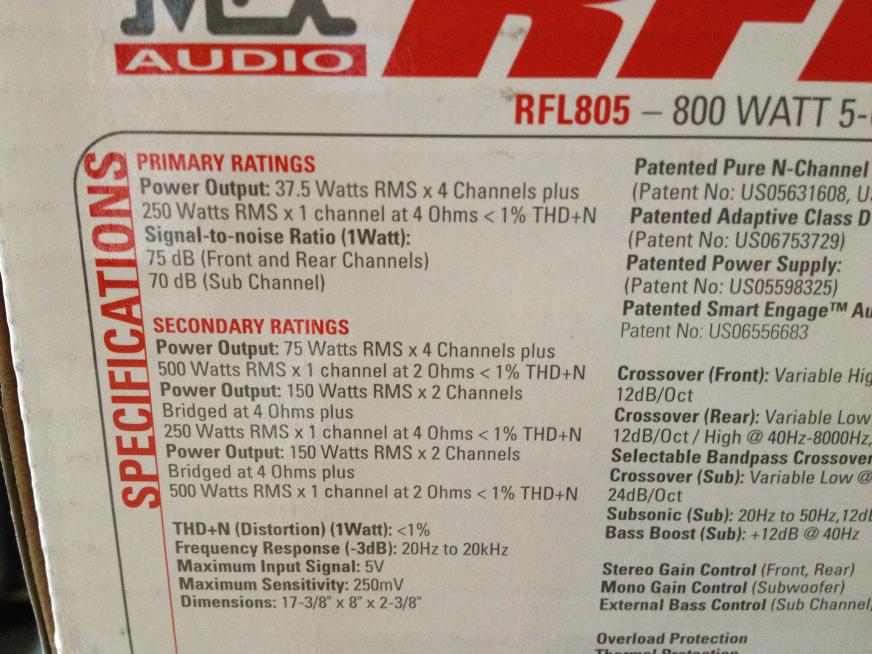 AUDIO
RFL805 – 800 WATT 5-
SPECIFICATIONS
PRIMARY RATINGS
Power Output: 37.5 Watts RMS x 4 Channels plus
250 Watts RMS x 1 channel at 4 Ohms < 1% THD+N
Signal-to-noise Ratio (1Watt):
75 dB (Front and Rear Channels)
70 dB (Sub Channel)
SECONDARY RATINGS
Power Output: 75 Watts RMS x 4 Channels plus
500 Watts RMS x 1 channel at 2 Ohms < 1% THD+N
Power Output: 150 Watts RMS x 2 Channels
Bridged at 4 Ohms plus
250 Watts RMS x 1 channel at 4 Ohms < 1% THD+N
Power Output: 150 Watts RMS x 2 Channels
Bridged at 4 Ohms plus
500 Watts RMS x 1 channel at 2 Ohms < 1% THD+N
THD+N (Distortion) (1Watt): <1%
Frequency Response (-3dB): 20Hz to 20kHz
Maximum Input Signal: 5V
Maximum Sensitivity: 250mV
Dimensions: 17-3/8" x 8" x 2-3/8"
Patented Pure N-Channel
(Patent No: US05631608, U
Patented Adaptive Class D
(Patent No: US06753729)
Patented Power Supply:
(Patent No: US05598325)
Patented Smart Engage™ Au
Patent No: US06556683
Crossover (Front): Variable Hig
12dB/Oct
Crossover (Rear): Variable Low
12dB/Oct / High @ 40Hz-8000Hz,
Selectable Bandpass Crossover
Crossover (Sub): Variable Low @
24dB/Oct
Subsonic (Sub): 20Hz to 50Hz,12d
Bass Boost (Sub): +12dB @ 40Hz
Stereo Gain Control (Front, Rear)
Mono Gain Control (Subwoofer)
External Bass Control (Sub Channel
Overload Protection
Thermal Protection